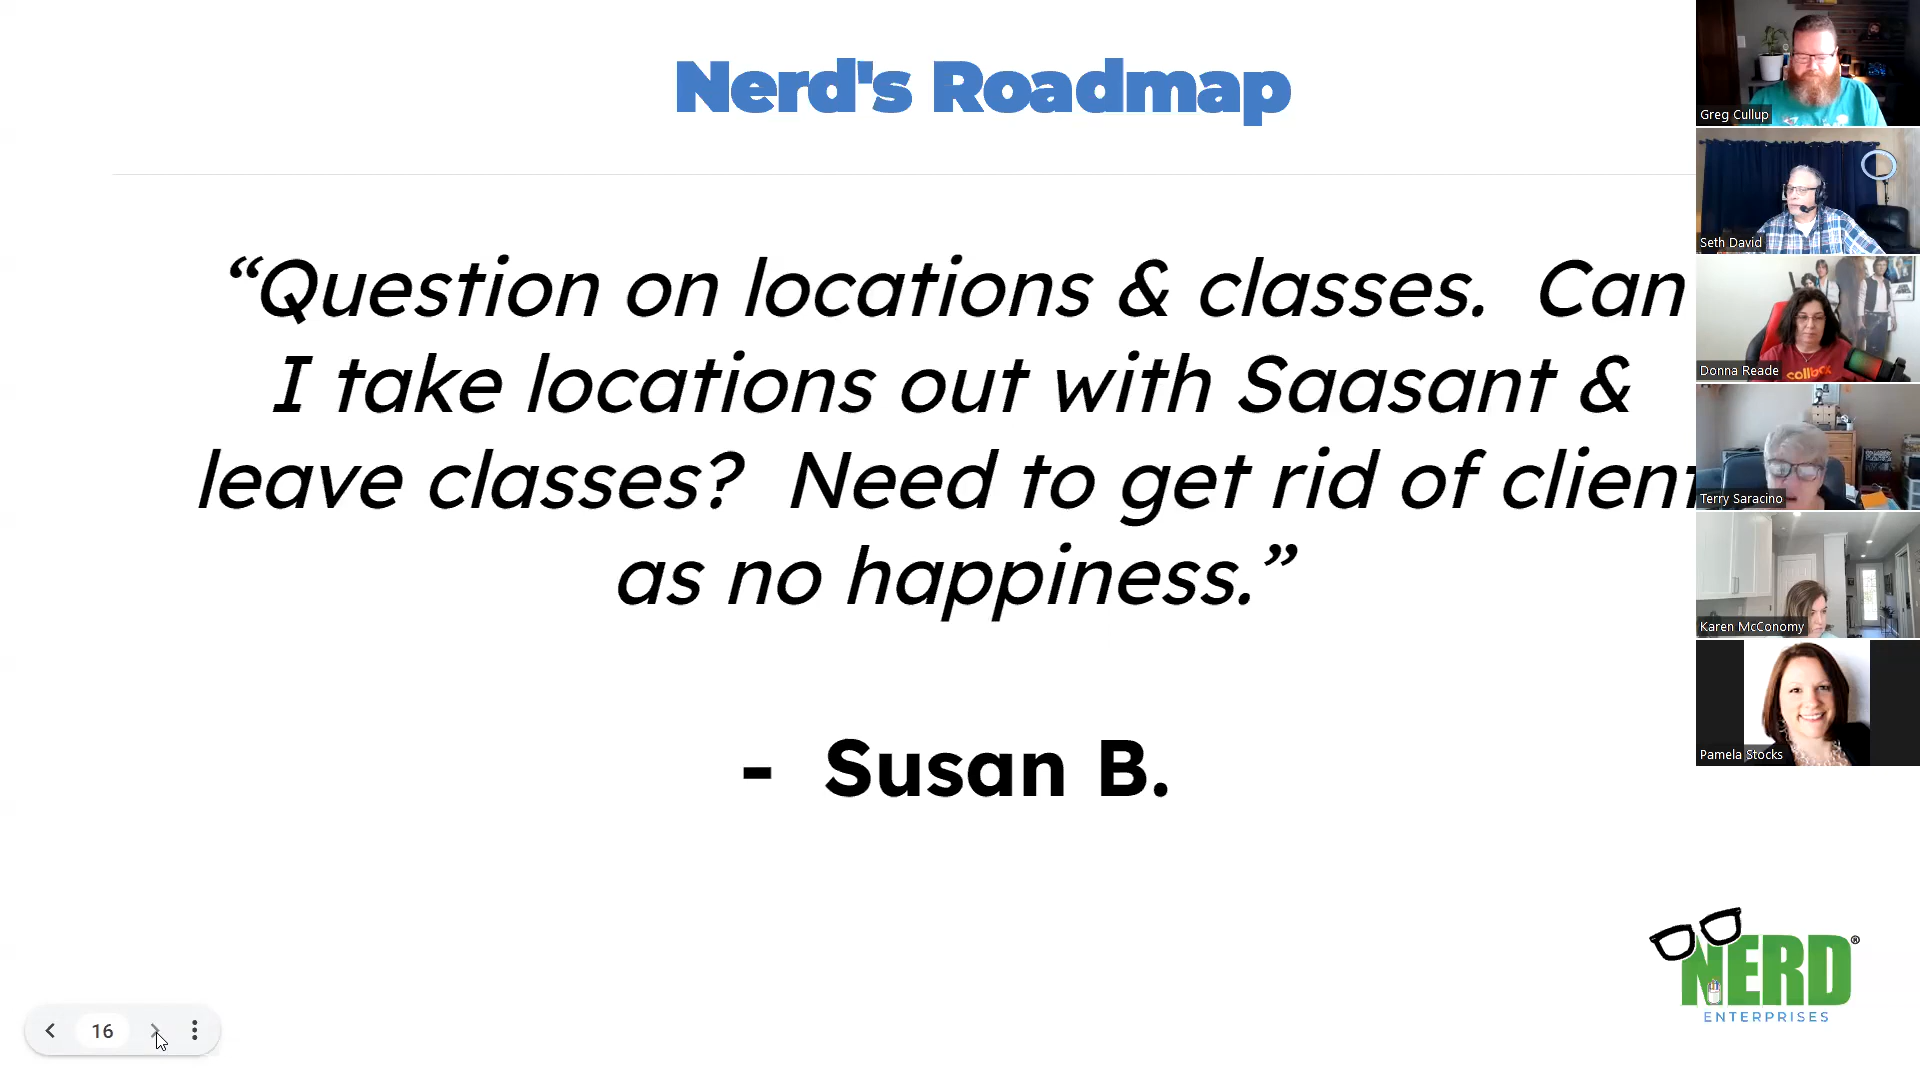 Nerd's Roadmap
“Question on locations & classes.  Can
I take locations out with Saasant &
leave classes?  Need to get rid of client
as no happiness.”
-  Susan B.
Greg Cullup
Seth David
Donna Reade
collbox
Terry Saracino
Karen McConomy
Pamela Stocks
NERD®
ENTERPRISES
16